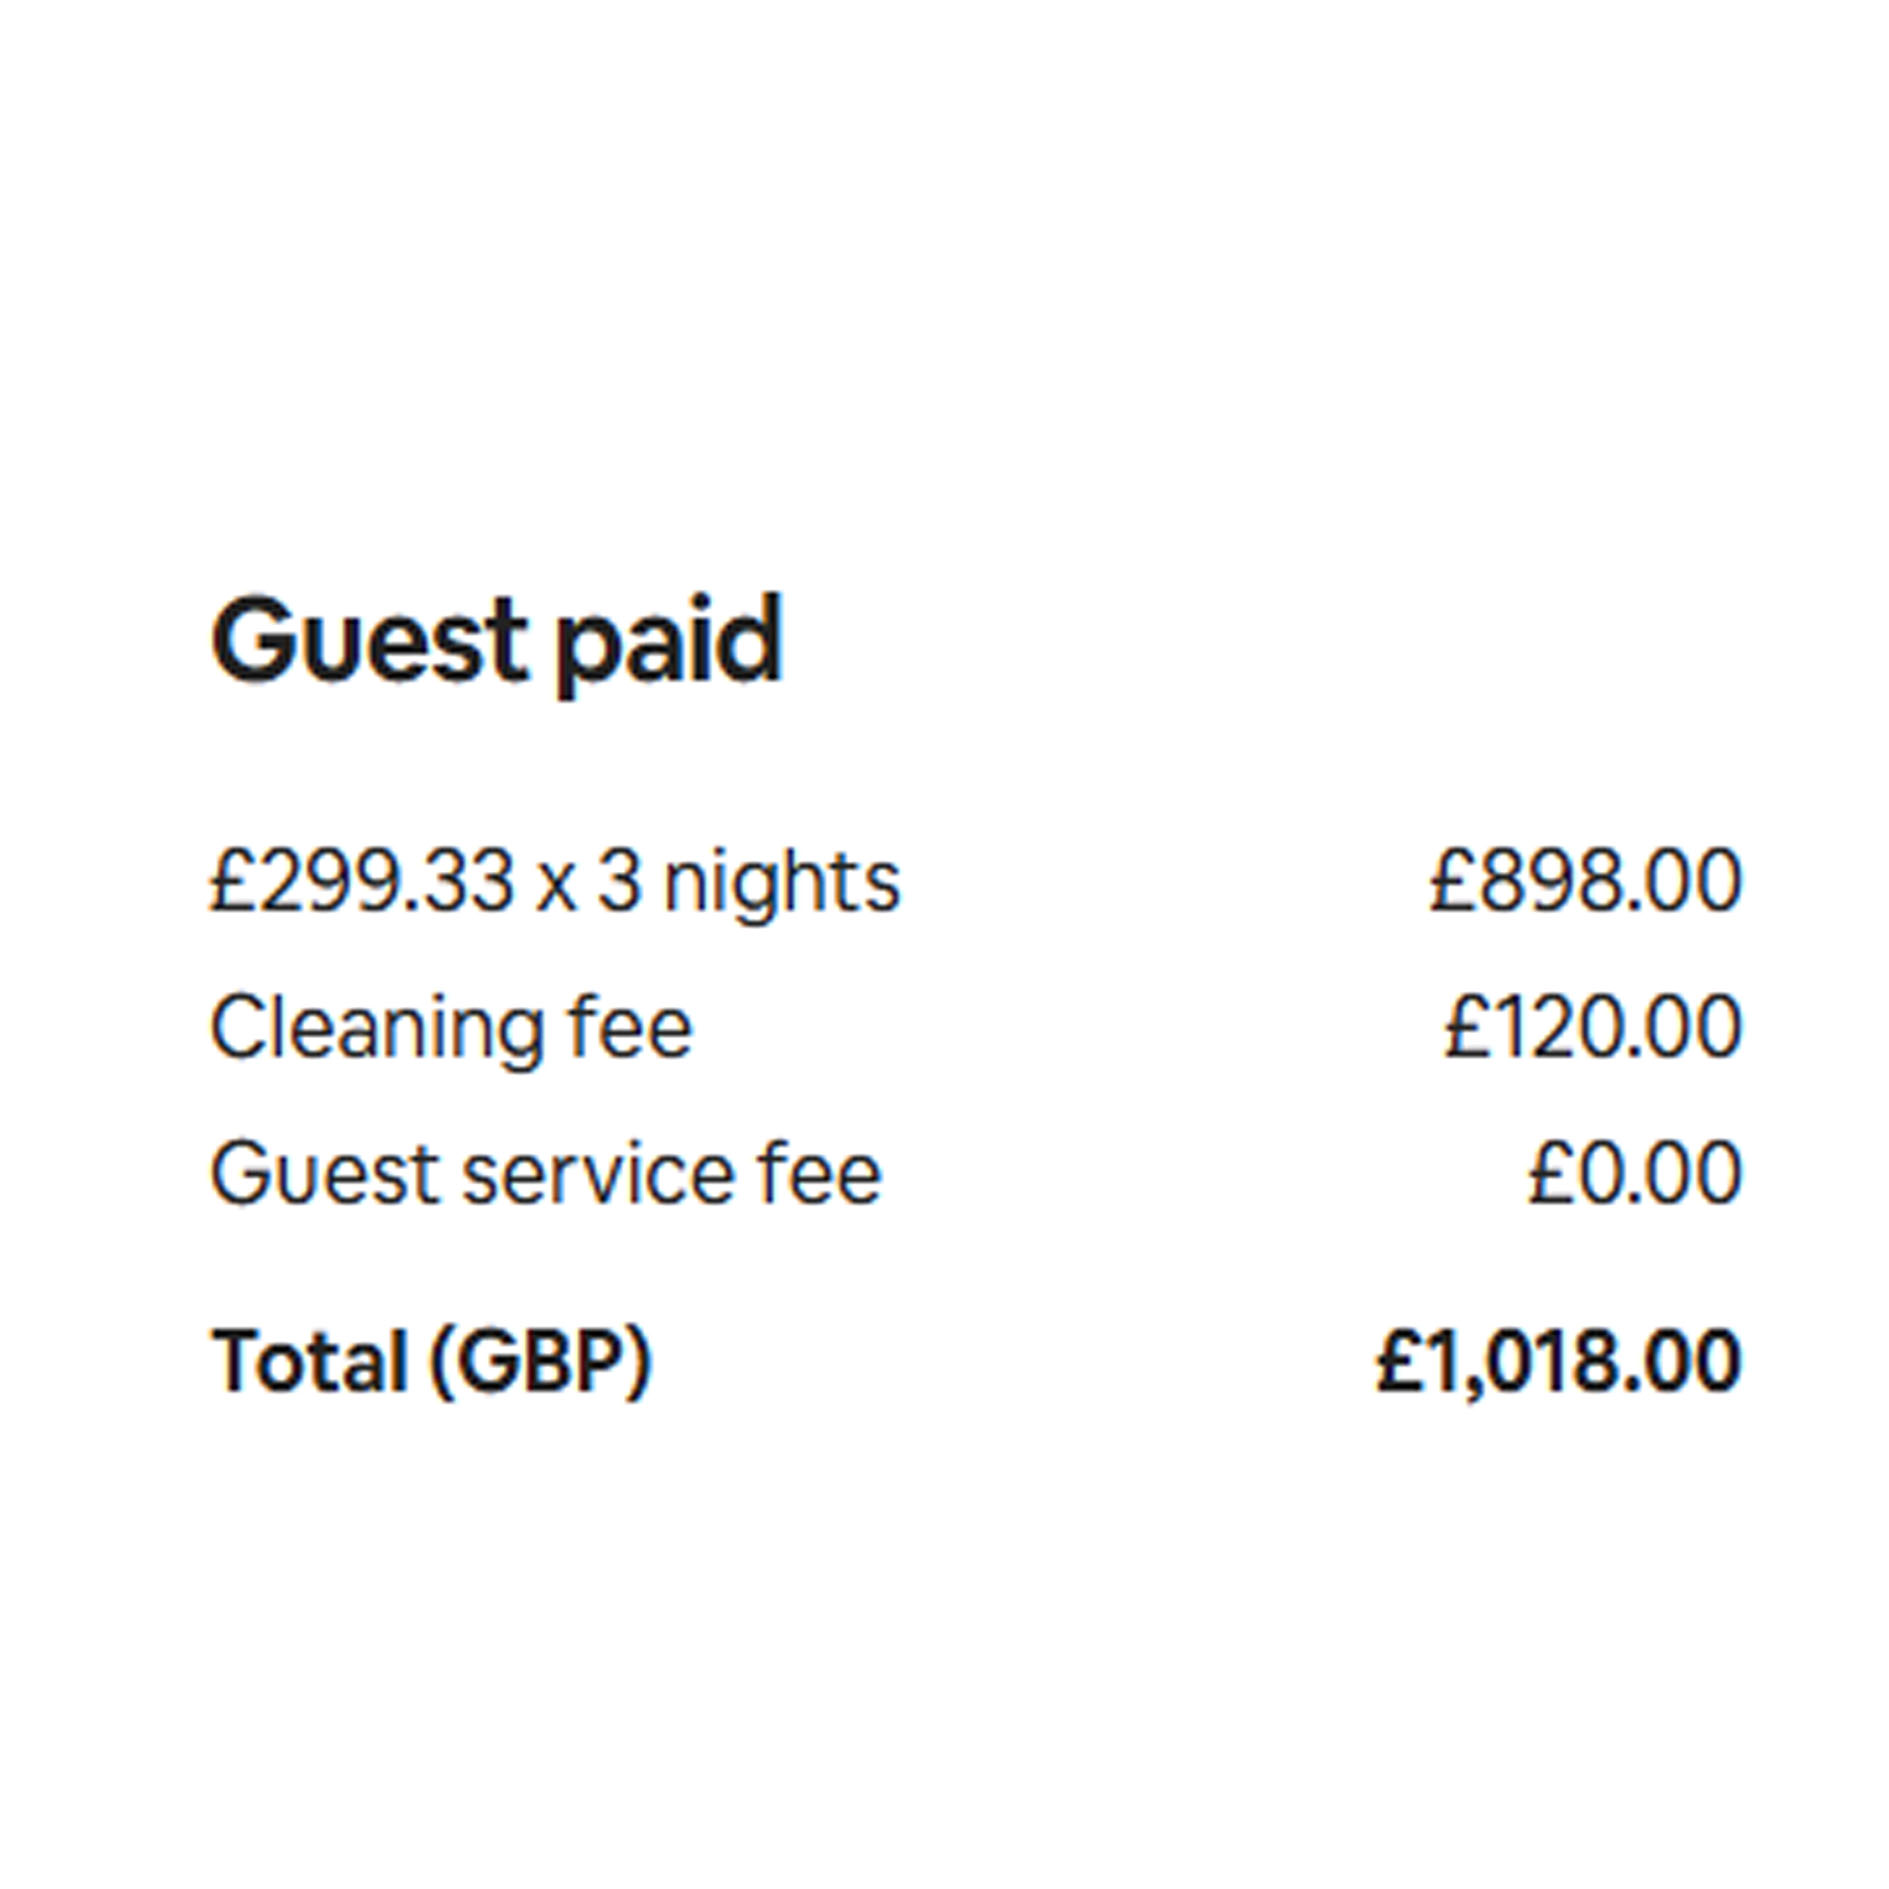 Guest paid
£299.33 x 3 nights £898.00
Cleaning fee £120.00
Guest service fee £0.00
Total (GBP) £1,018.00